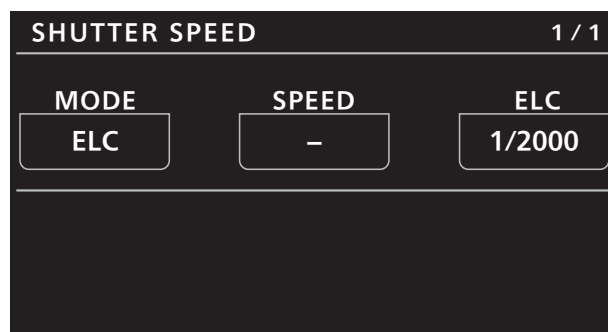 SHUTTER SPEED 1 / 1
MODE SPEED ELC
ELC – 1/2000